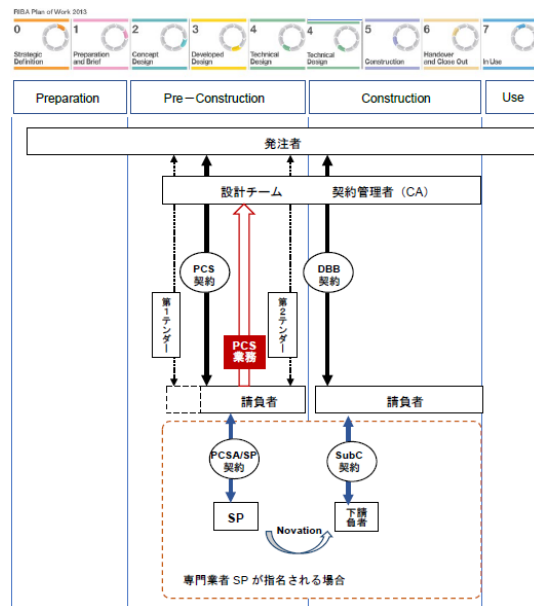 RIBA Plan of Work 2013
0
Strategic
Definition
1
Preparation
and Brief
2
Concept
Design
3
Developed
Design
4
Technical
Design
4
Technical
Design
5
Construction
6
Handover
and Close Out
7
In Use
Preparation
Pre－Construction
Construction
Use
発注者
設計チーム
契約管理者（CA）
PCS
契約
DBB
契約
第1テンダー
第2テンダー
PCS
業務
請負者
請負者
PCSA/SP
契約
SubC
契約
SP
Novation
下請
負者
専門業者 SP が指名される場合